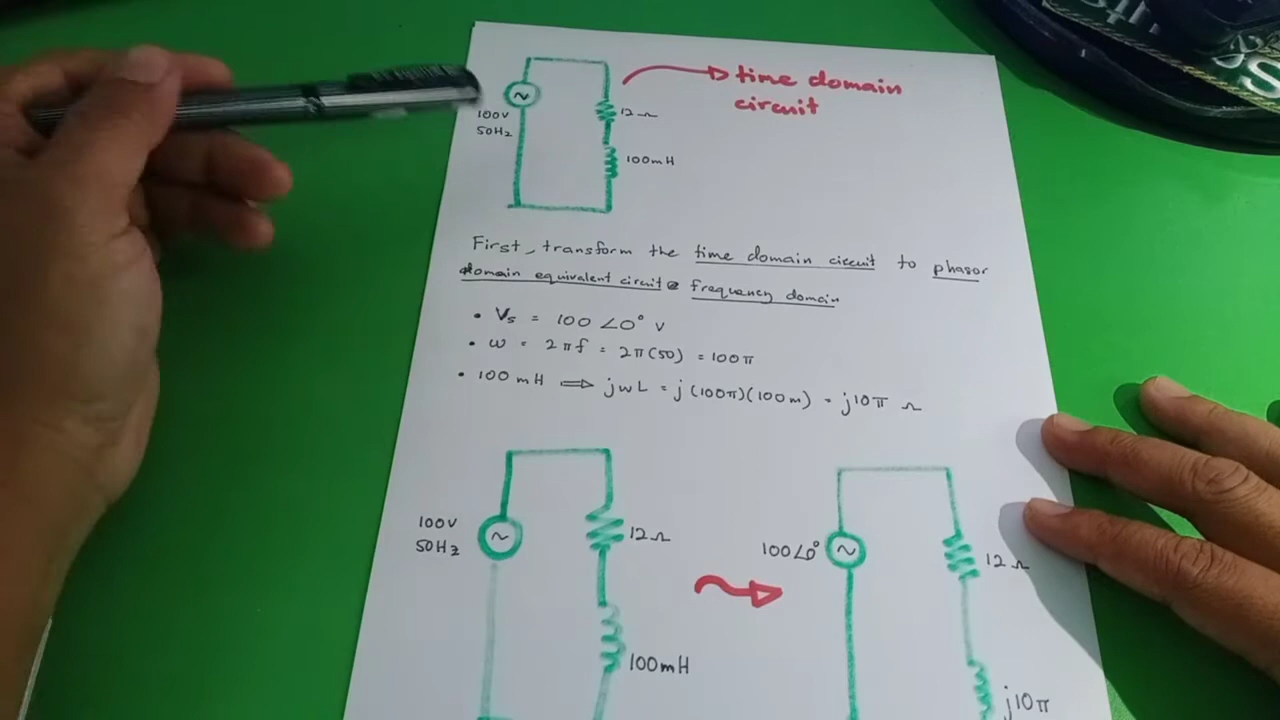 time domain
circuit
100V
50Hz
12Ω
100mH
First, transform the time domain circuit to phasor
domain equivalent circuit @ frequency domain
• Vs = 100 ∠0° V
• ω = 2πf = 2π(50) = 100π
• 100 mH ⟹ jωL = j(100π)(100m) = j10π Ω
100V
50Hz
12Ω
100mH
100∠0°
12Ω
j10π